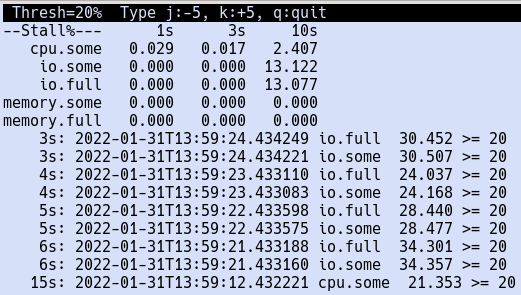 Thresh=20%  Type j:-5, k:+5, q:quit
--Stall%---      1s      3s     10s
   cpu.some   0.029   0.017   2.407
    io.some   0.000   0.000  13.122
    io.full   0.000   0.000  13.077
memory.some   0.000   0.000   0.000
memory.full   0.000   0.000   0.000
    3s: 2022-01-31T13:59:24.434249 io.full  30.452 >= 20
    3s: 2022-01-31T13:59:24.434221 io.some  30.507 >= 20
    4s: 2022-01-31T13:59:23.433110 io.full  24.037 >= 20
    4s: 2022-01-31T13:59:23.433083 io.some  24.168 >= 20
    5s: 2022-01-31T13:59:22.433598 io.full  28.440 >= 20
    5s: 2022-01-31T13:59:22.433575 io.some  28.477 >= 20
    6s: 2022-01-31T13:59:21.433188 io.full  34.301 >= 20
    6s: 2022-01-31T13:59:21.433160 io.some  34.357 >= 20
   15s: 2022-01-31T13:59:12.432221 cpu.some  21.353 >= 20